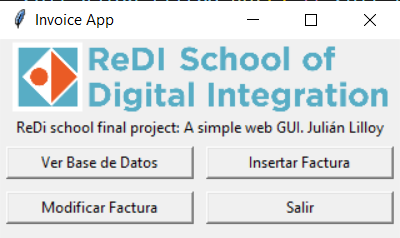 Invoice App
ReDI School of
Digital Integration
ReDi school final project: A simple web GUI. Julián Lilloy
Ver Base de Datos
Insertar Factura
Modificar Factura
Salir